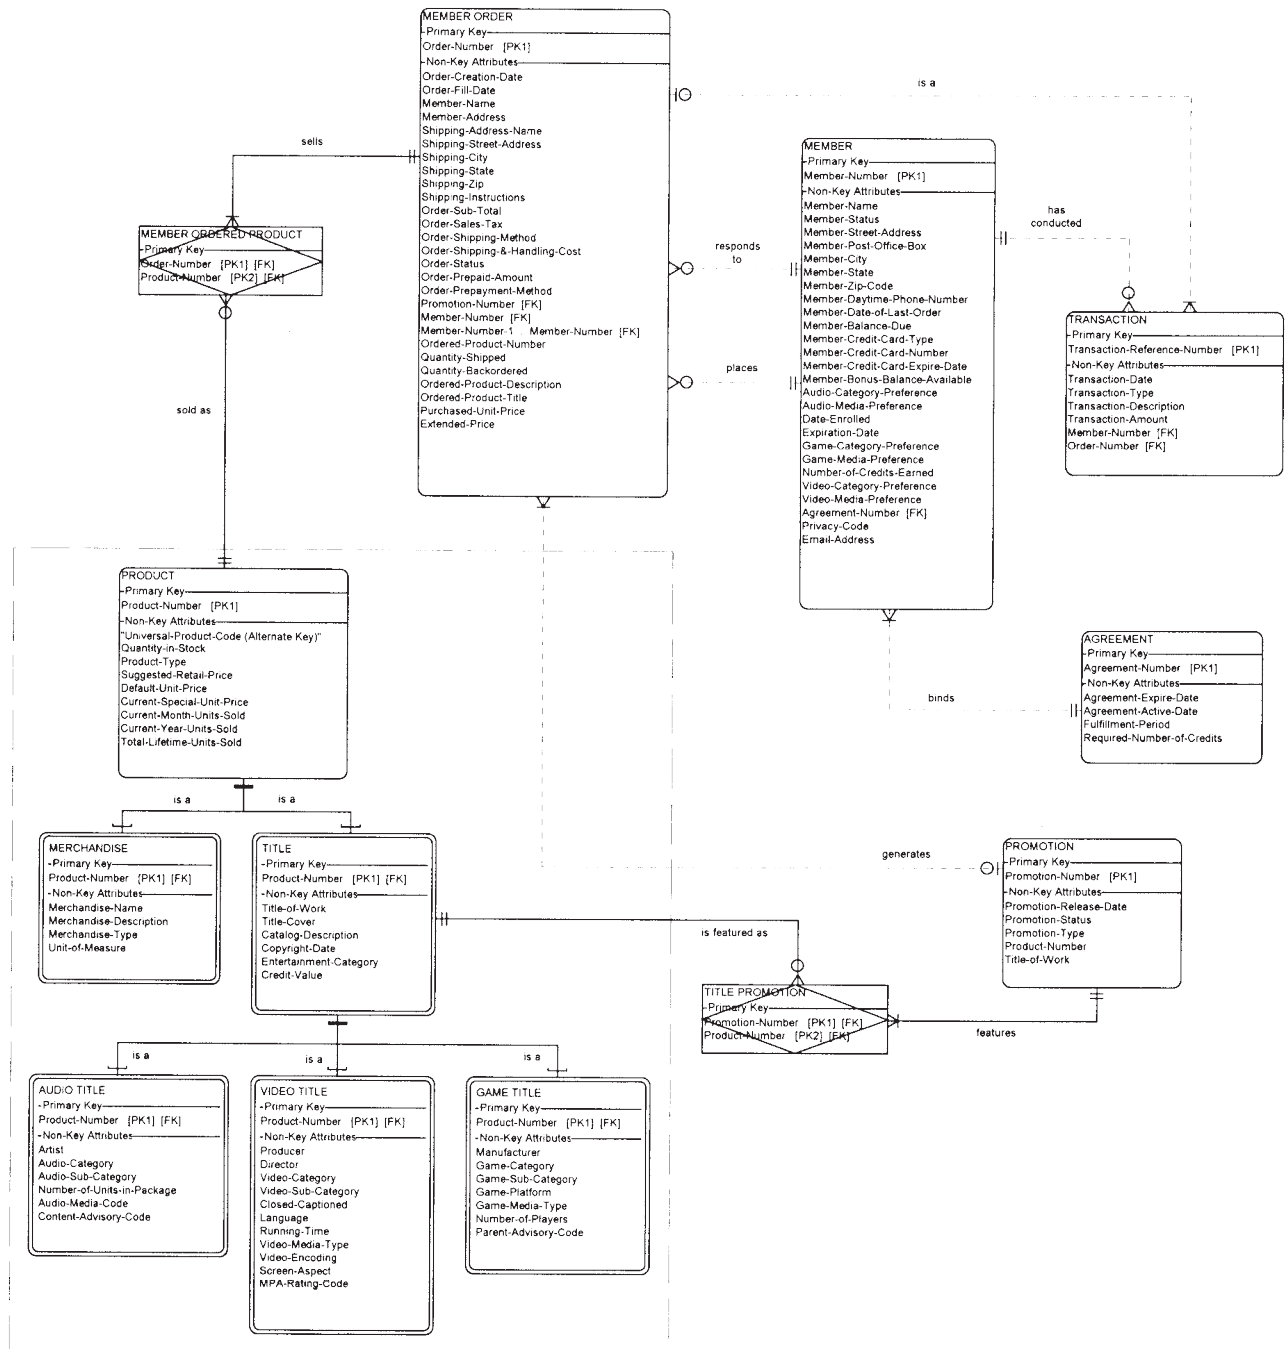 MEMBER ORDER
-Primary Key
Order-Number [PK1]
-Non-Key Attributes
Order-Creation-Date
Order-Fill-Date
Member-Name
Member-Address
Shipping-Address-Name
Shipping-Street-Address
Shipping-City
Shipping-State
Shipping-Zip
Shipping-Instructions
Order-Sub-Total
Order-Sales-Tax
Order-Shipping-Method
Order-Shipping-&-Handling-Cost
Order-Status
Order-Prepaid-Amount
Order-Prepayment-Method
Promotion-Number [FK]
Member-Number [FK]
Member-Number-1 . Member-Number [FK]
Ordered-Product-Number
Quantity-Shipped
Quantity-Backordered
Ordered-Product-Description
Ordered-Product-Title
Purchased-Unit-Price
Extended-Price
is a
sells
MEMBER ORDERED PRODUCT
-Primary Key
Order-Number [PK1] [FK]
Product-Number [PK2] [FK]
responds
to
places
MEMBER
-Primary Key
Member-Number [PK1]
-Non-Key Attributes
Member-Name
Member-Status
Member-Street-Address
Member-Post-Office-Box
Member-City
Member-State
Member-Zip-Code
Member-Daytime-Phone-Number
Member-Date-of-Last-Order
Member-Balance-Due
Member-Credit-Card-Type
Member-Credit-Card-Number
Member-Credit-Card-Expire-Date
Member-Bonus-Balance-Available
Audio-Category-Preference
Audio-Media-Preference
Date-Enrolled
Expiration-Date
Game-Category-Preference
Game-Media-Preference
Number-of-Credits-Earned
Video-Category-Preference
Video-Media-Preference
Agreement-Number [FK]
Privacy-Code
Email-Address
has
conducted
TRANSACTION
-Primary Key
Transaction-Reference-Number [PK1]
-Non-Key Attributes
Transaction-Date
Transaction-Type
Transaction-Description
Transaction-Amount
Member-Number [FK]
Order-Number [FK]
sold as
PRODUCT
-Primary Key
Product-Number [PK1]
-Non-Key Attributes
"Universal-Product-Code (Alternate Key)"
Quantity-in-Stock
Product-Type
Suggested-Retail-Price
Default-Unit-Price
Current-Special-Unit-Price
Current-Month-Units-Sold
Current-Year-Units-Sold
Total-Lifetime-Units-Sold
binds
AGREEMENT
-Primary Key
Agreement-Number [PK1]
-Non-Key Attributes
Agreement-Expire-Date
Agreement-Active-Date
Fulfillment-Period
Required-Number-of-Credits
is a
is a
MERCHANDISE
-Primary Key
Product-Number [PK1] [FK]
-Non-Key Attributes
Merchandise-Name
Merchandise-Description
Merchandise-Type
Unit-of-Measure
TITLE
-Primary Key
Product-Number [PK1] [FK]
-Non-Key Attributes
Title-of-Work
Title-Cover
Catalog-Description
Copyright-Date
Entertainment-Category
Credit-Value
generates
PROMOTION
-Primary Key
Promotion-Number [PK1]
-Non-Key Attributes
Promotion-Release-Date
Promotion-Status
Promotion-Type
Product-Number
Title-of-Work
is featured as
TITLE PROMOTION
-Primary Key
Promotion-Number [PK1] [FK]
Product-Number [PK2] [FK]
features
is a
is a
is a
AUDIO TITLE
-Primary Key
Product-Number [PK1] [FK]
-Non-Key Attributes
Artist
Audio-Category
Audio-Sub-Category
Number-of-Units-in-Package
Audio-Media-Code
Content-Advisory-Code
VIDEO TITLE
-Primary Key
Product-Number [PK1] [FK]
-Non-Key Attributes
Producer
Director
Video-Category
Video-Sub-Category
Closed-Captioned
Language
Running-Time
Video-Media-Type
Video-Encoding
Screen-Aspect
MPA-Rating-Code
GAME TITLE
-Primary Key
Product-Number [PK1] [FK]
-Non-Key Attributes
Manufacturer
Game-Category
Game-Sub-Category
Game-Platform
Game-Media-Type
Number-of-Players
Parent-Advisory-Code